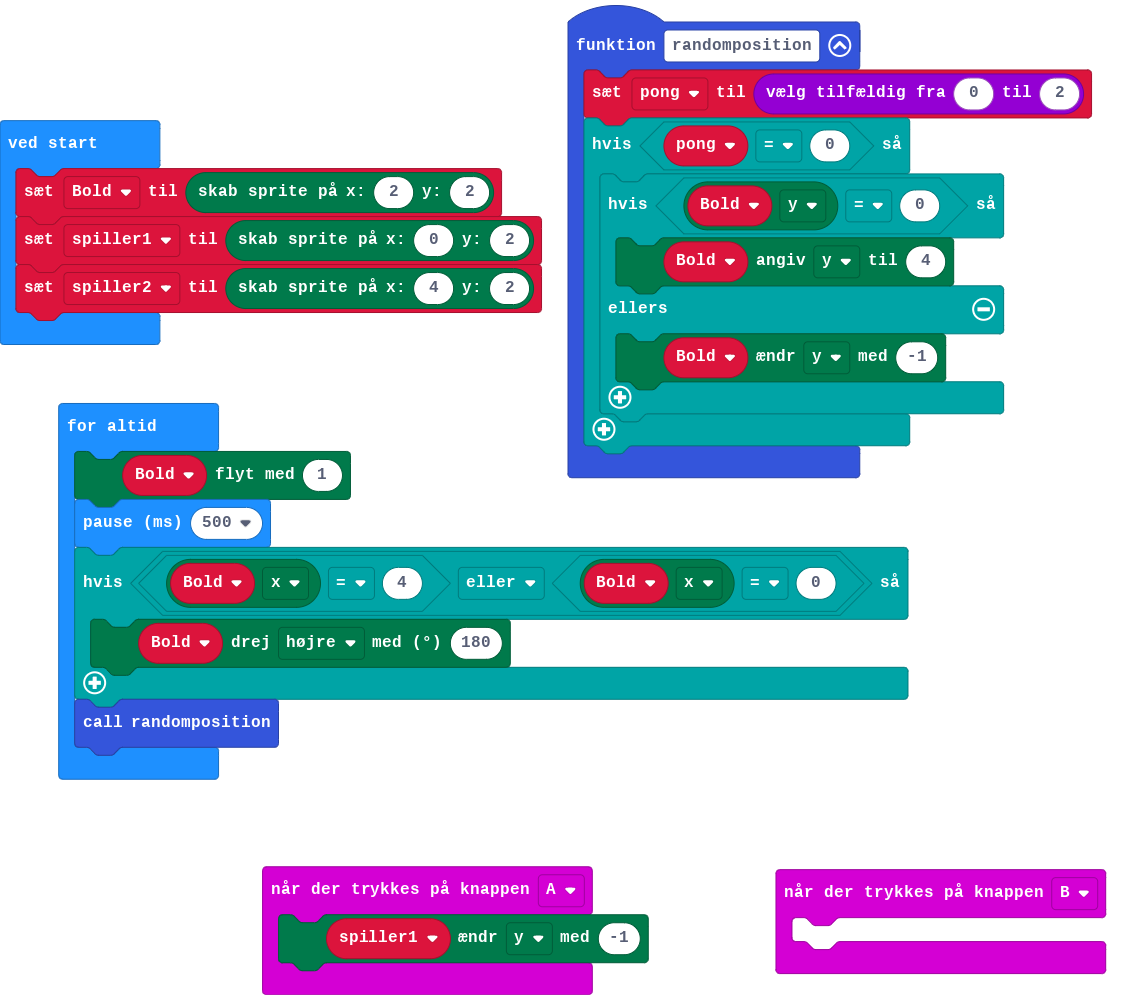 ved start
sæt Bold til skab sprite på x: 2 y: 2
sæt spiller1 til skab sprite på x: 0 y: 2
sæt spiller2 til skab sprite på x: 4 y: 2
funktion randomposition
sæt pong til vælg tilfældig fra 0 til 2
hvis pong = 0 så
hvis Bold y = 0 så
Bold angiv y til 4
ellers
Bold ændr y med -1
for altid
Bold flyt med 1
pause (ms) 500
hvis Bold x = 4 eller Bold x = 0 så
Bold drej højre med (°) 180
call randomposition
når der trykkes på knappen A
spiller1 ændr y med -1
når der trykkes på knappen B